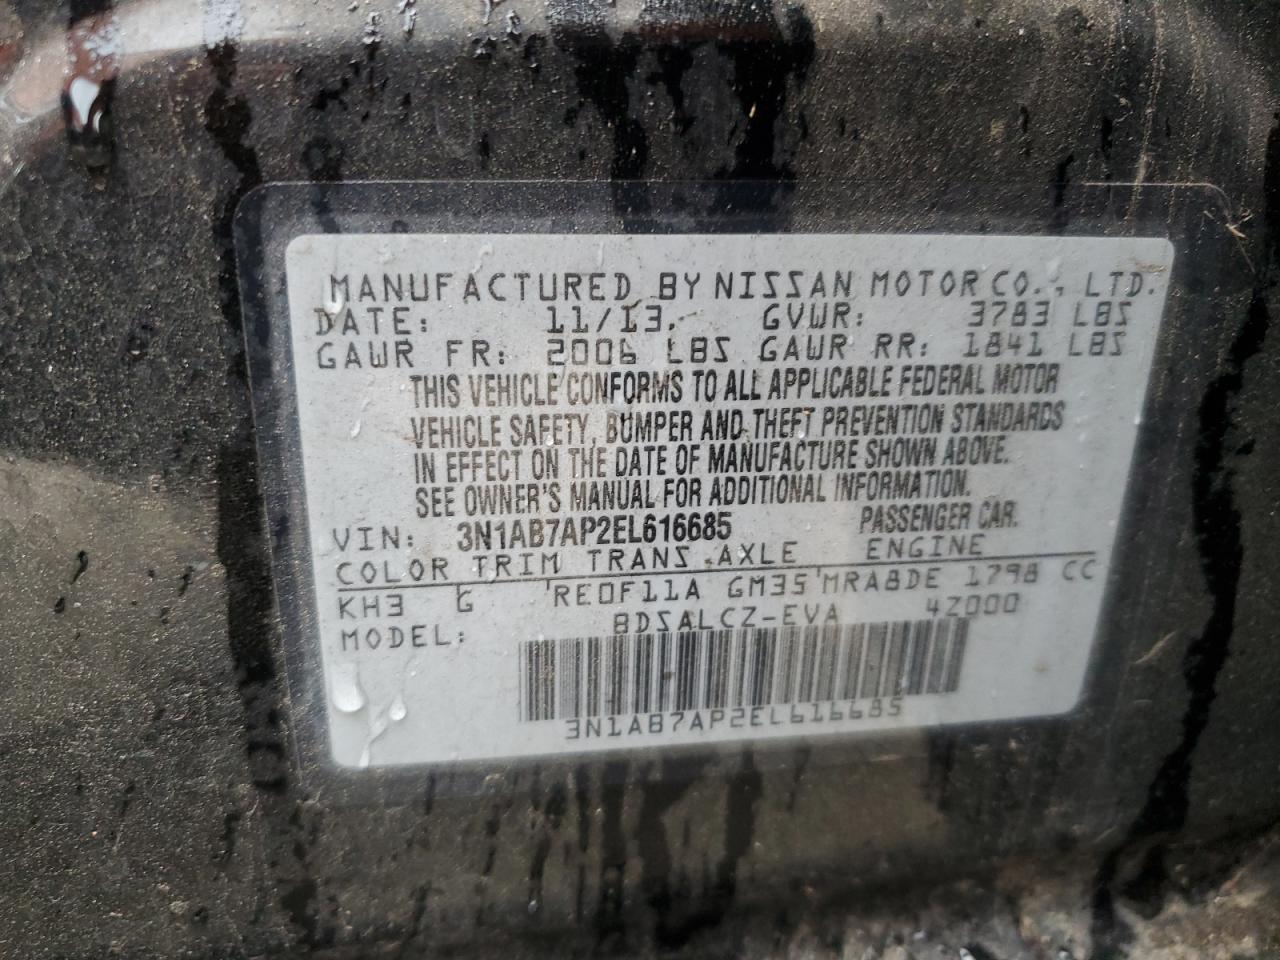 MANUFACTURED BY NISSAN MOTOR CO., LTD.
DATE: 11/13. GVWR: 3783 LBS
GAWR FR: 2006 LBS GAWR RR: 1841 LBS
THIS VEHICLE CONFORMS TO ALL APPLICABLE FEDERAL MOTOR
VEHICLE SAFETY, BUMPER AND THEFT PREVENTION STANDARDS
IN EFFECT ON THE DATE OF MANUFACTURE SHOWN ABOVE.
SEE OWNER'S MANUAL FOR ADDITIONAL INFORMATION.
VIN: 3N1AB7AP2EL616685 PASSENGER CAR.
COLOR TRIM TRANS AXLE ENGINE
KH3 G RE0F11A GM35 MRA8DE 1798 CC
MODEL: BDSALCZ-EVA 4Z000
3N1AB7AP2EL616685